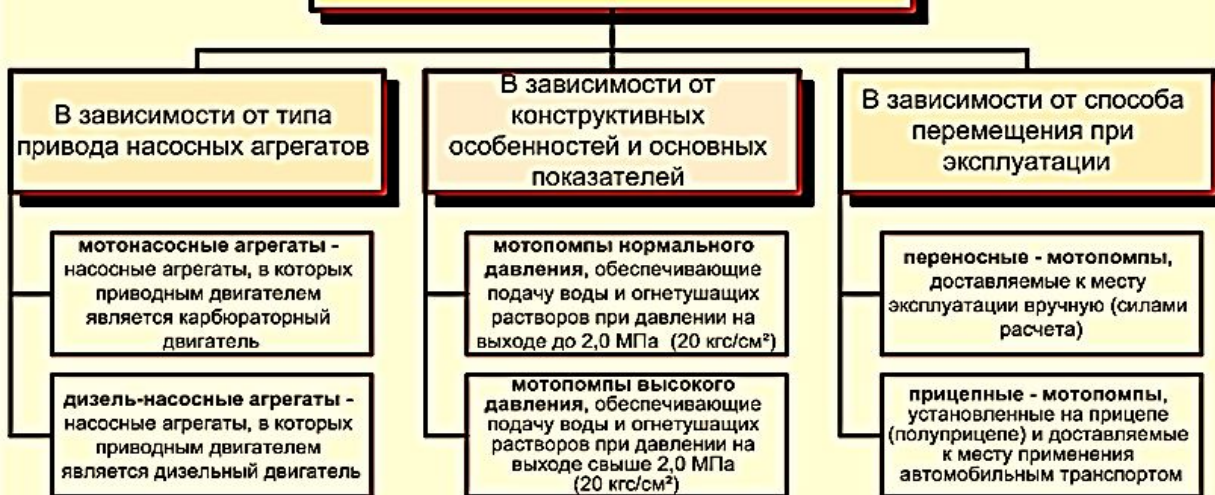 В зависимости от типа
привода насосных агрегатов
мотонасосные агрегаты -
насосные агрегаты, в которых
приводным двигателем
является карбюраторный
двигатель
дизель-насосные агрегаты -
насосные агрегаты, в которых
приводным двигателем
является дизельный двигатель
В зависимости от
конструктивных
особенностей и основных
показателей
мотопомпы нормального
давления, обеспечивающие
подачу воды и огнетушащих
растворов при давлении на
выходе до 2,0 МПа (20 кгс/см²)
мотопомпы высокого
давления, обеспечивающие
подачу воды и огнетушащих
растворов при давлении на
выходе свыше 2,0 МПа
(20 кгс/см²)
В зависимости от способа
перемещения при
эксплуатации
переносные - мотопомпы,
доставляемые к месту
эксплуатации вручную (силами
расчета)
прицепные - мотопомпы,
установленные на прицепе
(полуприцепе) и доставляемые
к месту применения
автомобильным транспортом